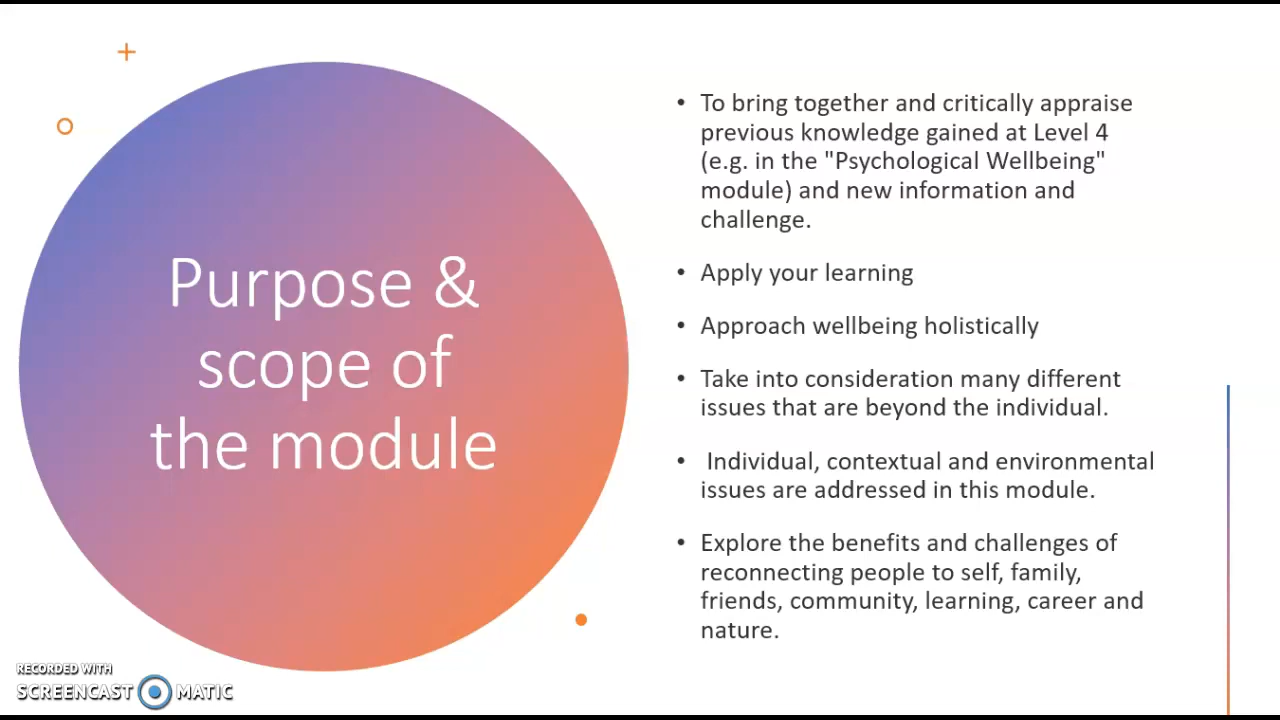 Purpose &
scope of
the module
• To bring together and critically appraise
previous knowledge gained at Level 4
(e.g. in the "Psychological Wellbeing"
module) and new information and
challenge.
• Apply your learning
• Approach wellbeing holistically
• Take into consideration many different
issues that are beyond the individual.
• Individual, contextual and environmental
issues are addressed in this module.
• Explore the benefits and challenges of
reconnecting people to self, family,
friends, community, learning, career and
nature.
RECORDED WITH
SCREENCAST MATIC